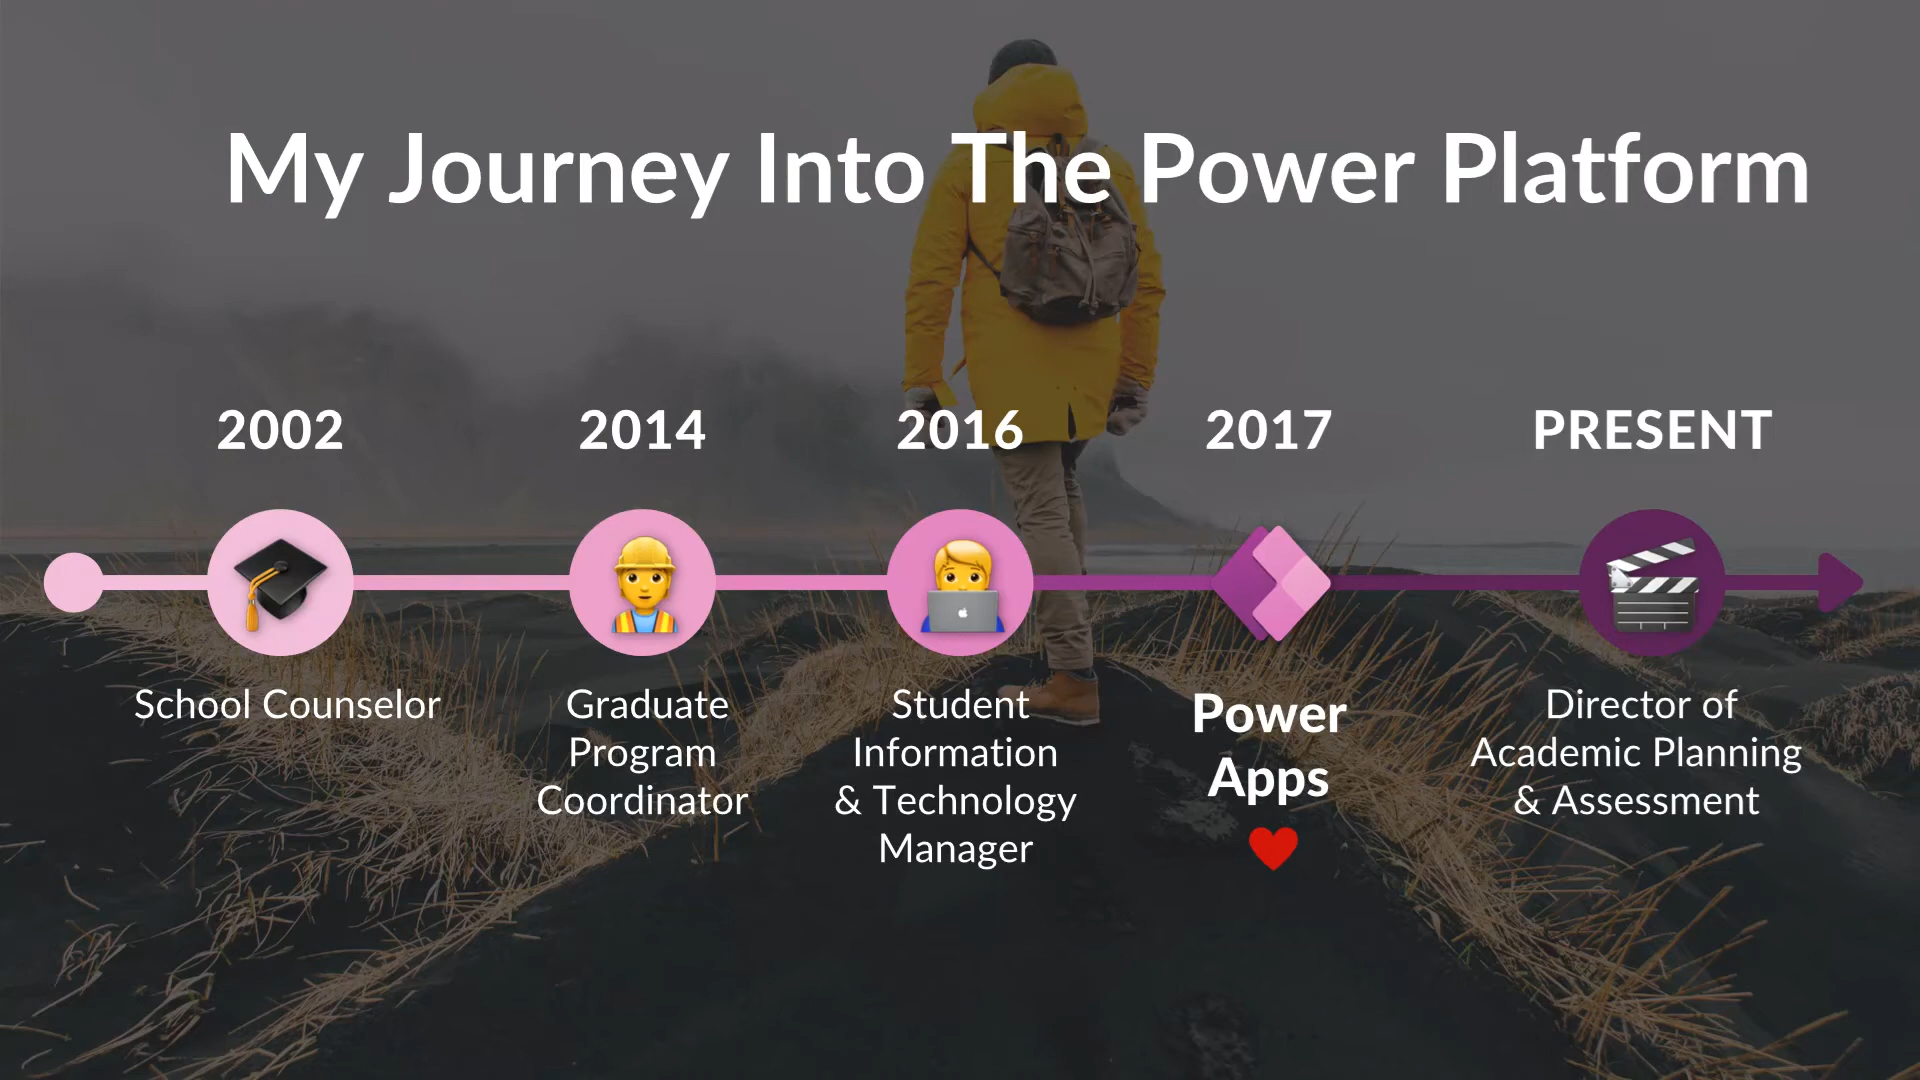 My Journey Into The Power Platform
2002
2014
2016
2017
PRESENT
School Counselor
Graduate
Program
Coordinator
Student
Information
& Technology
Manager
Power
Apps
Director of
Academic Planning
& Assessment